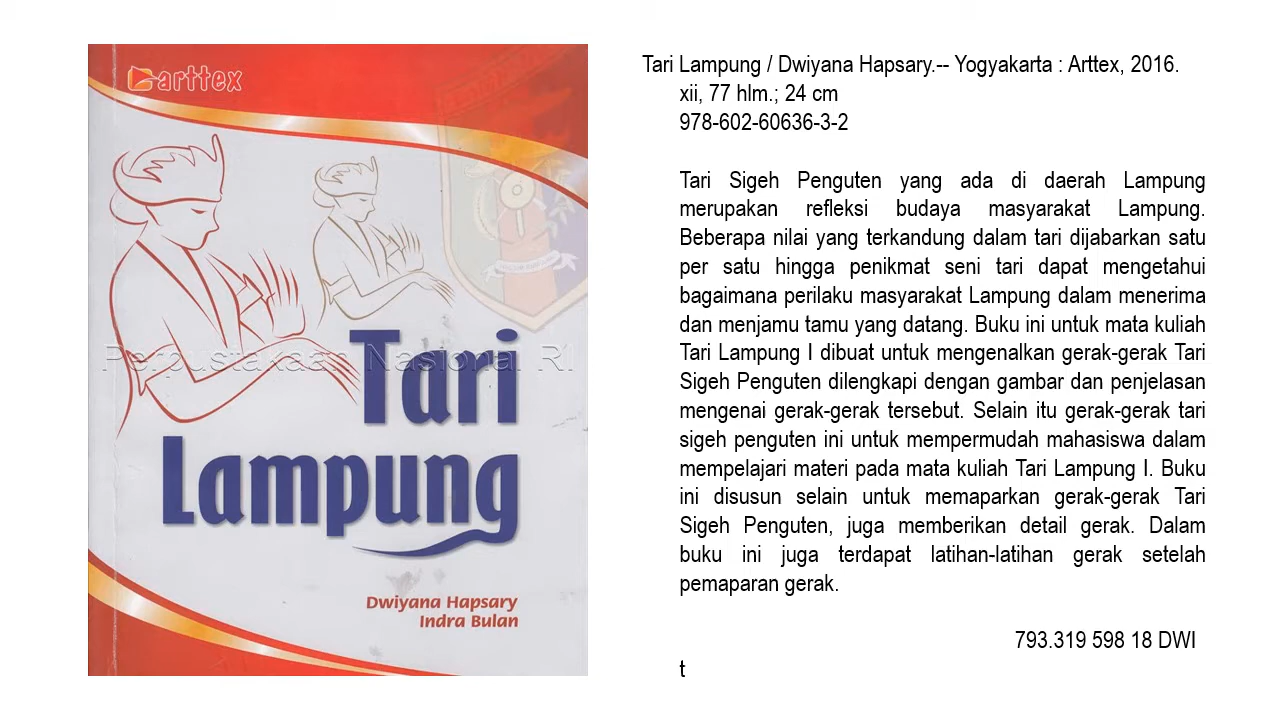 arttex
Perpustakaan Nasional RI
Tari
Lampung
Dwiyana Hapsary
Indra Bulan
Tari Lampung / Dwiyana Hapsary.-- Yogyakarta : Arttex, 2016.
xii, 77 hlm.; 24 cm
978-602-60636-3-2
Tari Sigeh Penguten yang ada di daerah Lampung
merupakan refleksi budaya masyarakat Lampung.
Beberapa nilai yang terkandung dalam tari dijabarkan satu
per satu hingga penikmat seni tari dapat mengetahui
bagaimana perilaku masyarakat Lampung dalam menerima
dan menjamu tamu yang datang. Buku ini untuk mata kuliah
Tari Lampung I dibuat untuk mengenalkan gerak-gerak Tari
Sigeh Penguten dilengkapi dengan gambar dan penjelasan
mengenai gerak-gerak tersebut. Selain itu gerak-gerak tari
sigeh penguten ini untuk mempermudah mahasiswa dalam
mempelajari materi pada mata kuliah Tari Lampung I. Buku
ini disusun selain untuk memaparkan gerak-gerak Tari
Sigeh Penguten, juga memberikan detail gerak. Dalam
buku ini juga terdapat latihan-latihan gerak setelah
pemaparan gerak.
793.319 598 18 DWI
t